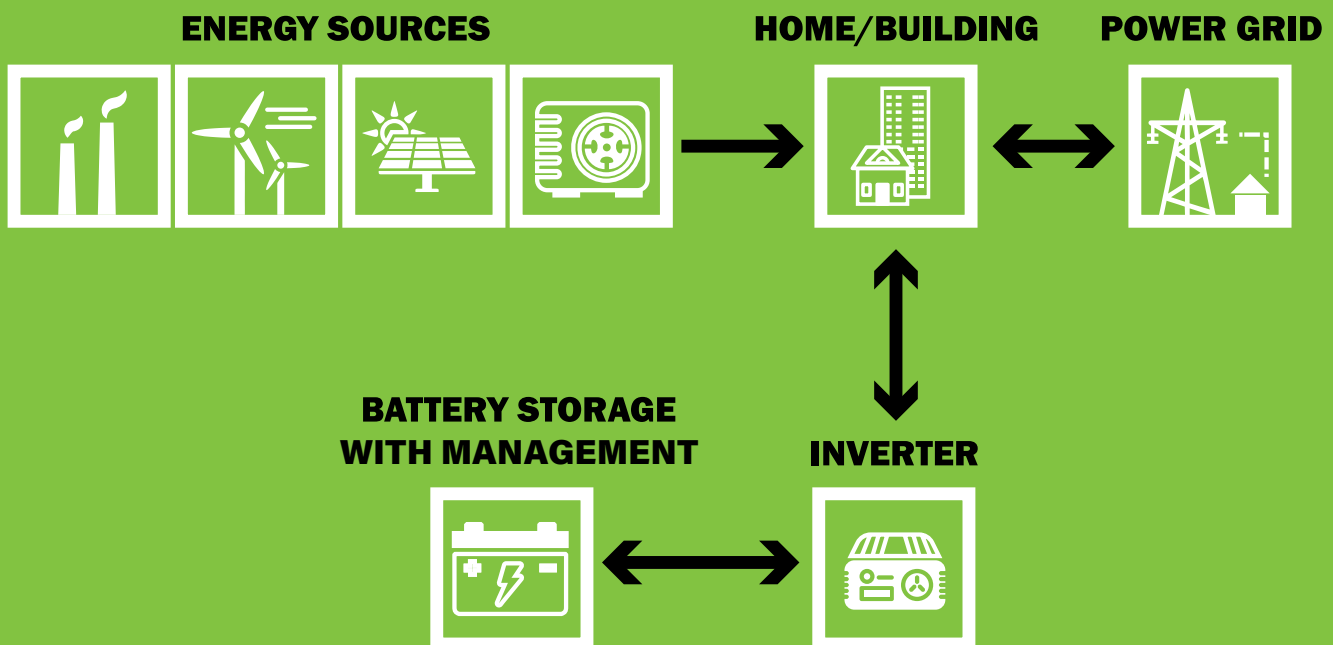 ENERGY SOURCES
HOME/BUILDING
POWER GRID
BATTERY STORAGE
WITH MANAGEMENT
INVERTER